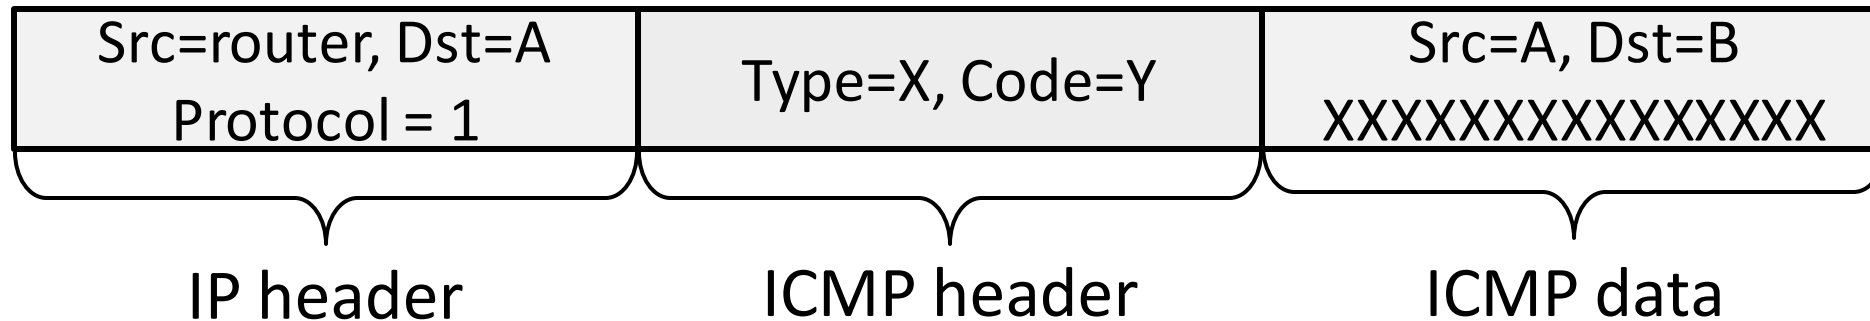 Src=router, Dst=A
Protocol = 1
Type=X, Code=Y
Src=A, Dst=B
XXXXXXXXXXXXXXX
IP header
ICMP header
ICMP data